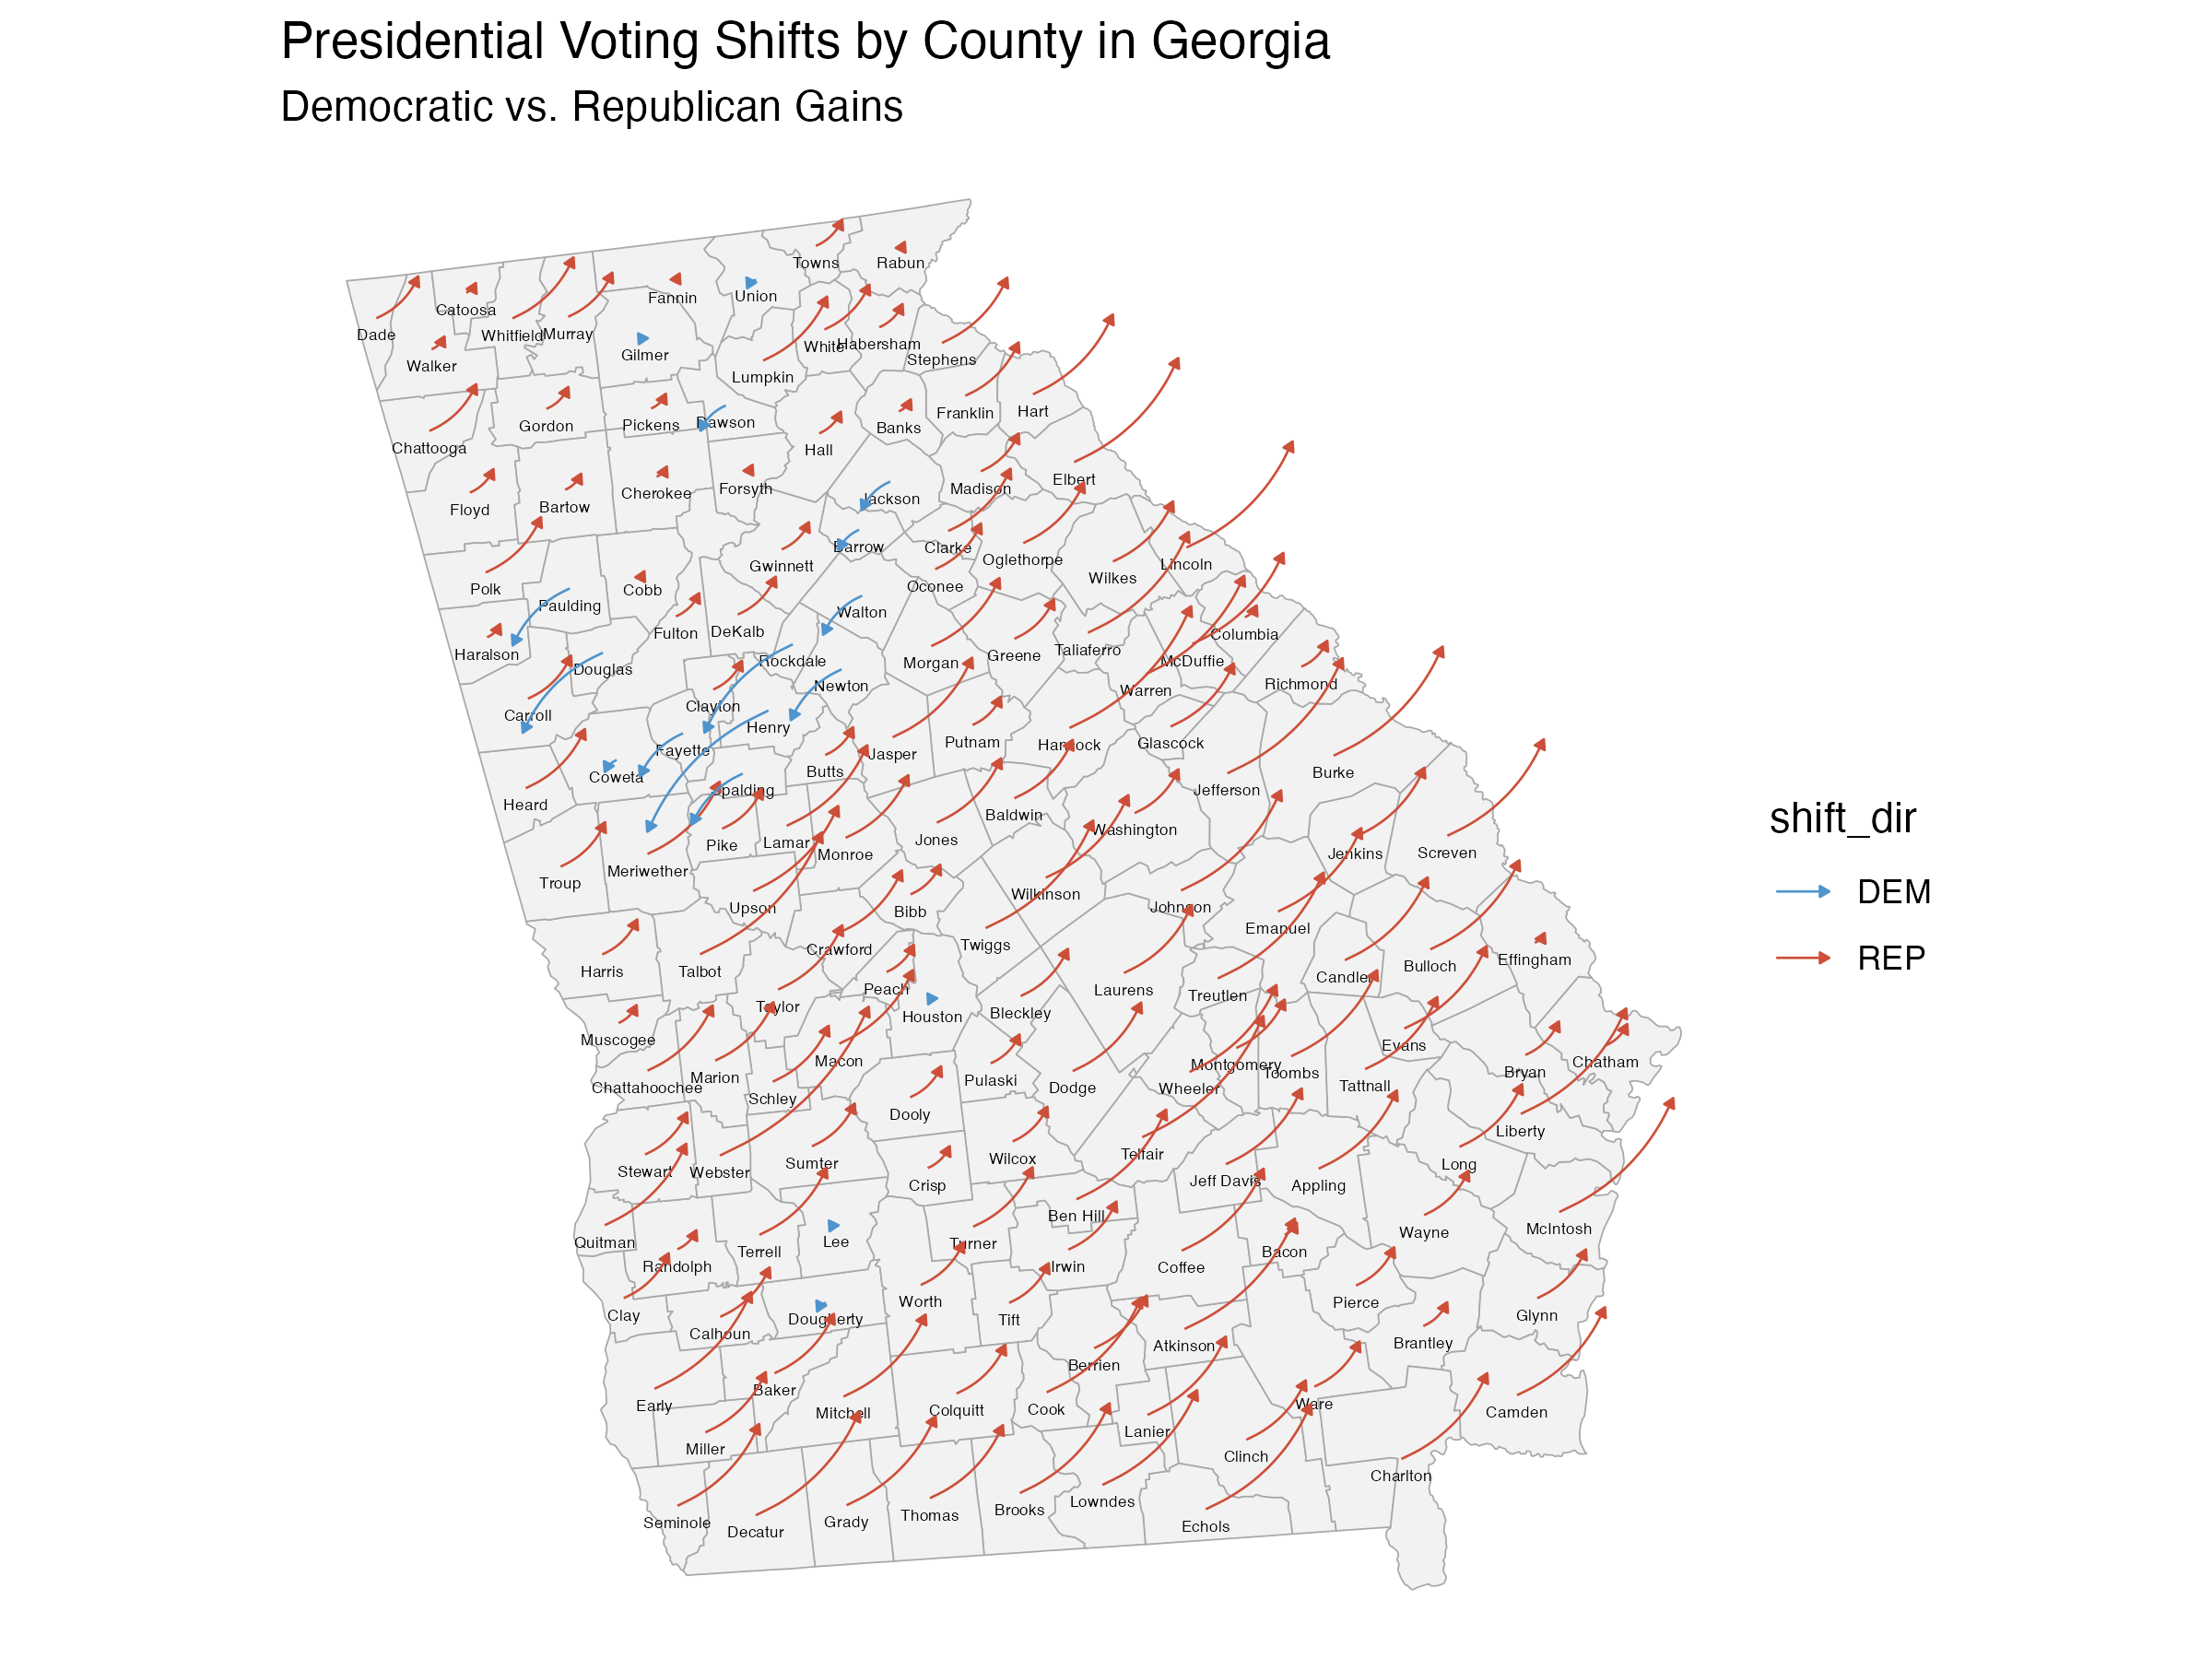 Presidential Voting Shifts by County in Georgia
Democratic vs. Republican Gains
Towns
Rabun
Fannin
Union
Catoosa
Dade
Whitfield
Murray
White
Habersham
Gilmer
Stephens
Walker
Lumpkin
Hart
Franklin
Dawson
Pickens
Gordon
Banks
Chattooga
Hall
Elbert
Madison
Forsyth
Cherokee
Jackson
Bartow
Floyd
Barrow
Clarke
Oglethorpe
Lincoln
Gwinnett
Wilkes
Oconee
Polk
Cobb
Paulding
Walton
DeKalb
Fulton
Columbia
Taliaferro
Haralson
Greene
Rockdale
Morgan
McDuffie
Douglas
Richmond
Newton
Warren
Clayton
Carroll
Henry
Putnam
Hancock
Glascock
Fayette
Jasper
Butts
Burke
Coweta
Spalding
Jefferson
Heard
Baldwin
Washington
Jones
Lamar
Pike
Screven
Jenkins
Monroe
Meriwether
Troup
Wilkinson
Johnson
Upson
Bibb
Emanuel
Twiggs
Crawford
Effingham
Bulloch
Harris
Talbot
Candler
Peach
Laurens
Treutlen
Taylor
Bleckley
Houston
Muscogee
Evans
Macon
Chatham
Montgomery
Bryan
Toombs
Marion
Pulaski
Tattnall
Chattahoochee
Dodge
Wheeler
Schley
Dooly
Liberty
Telfair
Wilcox
Sumter
Long
Stewart
Webster
Jeff Davis
Crisp
Appling
Ben Hill
McIntosh
Wayne
Lee
Quitman
Turner
Terrell
Bacon
Randolph
Irwin
Coffee
Worth
Pierce
Clay
Glynn
Dougherty
Tift
Calhoun
Brantley
Atkinson
Berrien
Baker
Ware
Early
Cook
Colquitt
Camden
Mitchell
Lanier
Miller
Clinch
Charlton
Lowndes
Brooks
Thomas
Grady
Seminole
Echols
Decatur
shift_dir
DEM
REP